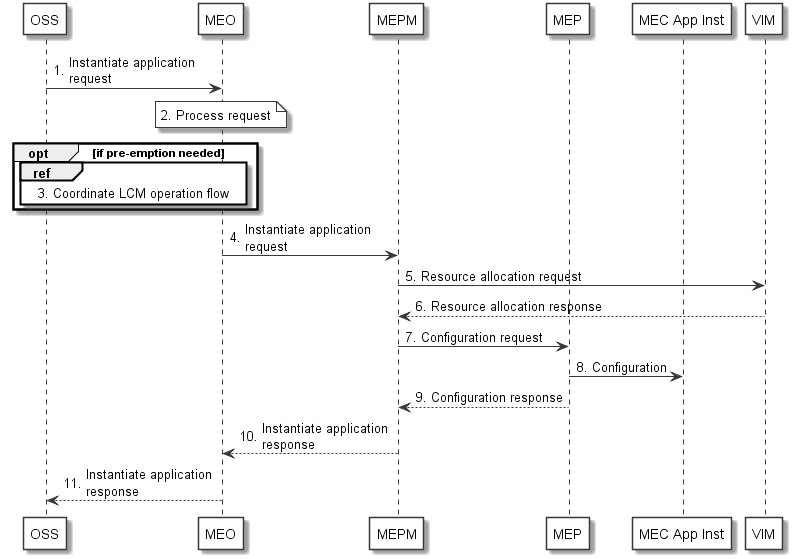 OSS MEO MEPM MEP MEC App Inst VIM
1. Instantiate application
request
2. Process request
opt [if pre-emption needed]
ref
3. Coordinate LCM operation flow
4. Instantiate application
request
5. Resource allocation request
6. Resource allocation response
7. Configuration request
8. Configuration
9. Configuration response
10. Instantiate application
response
11. Instantiate application
response
OSS MEO MEPM MEP MEC App Inst VIM